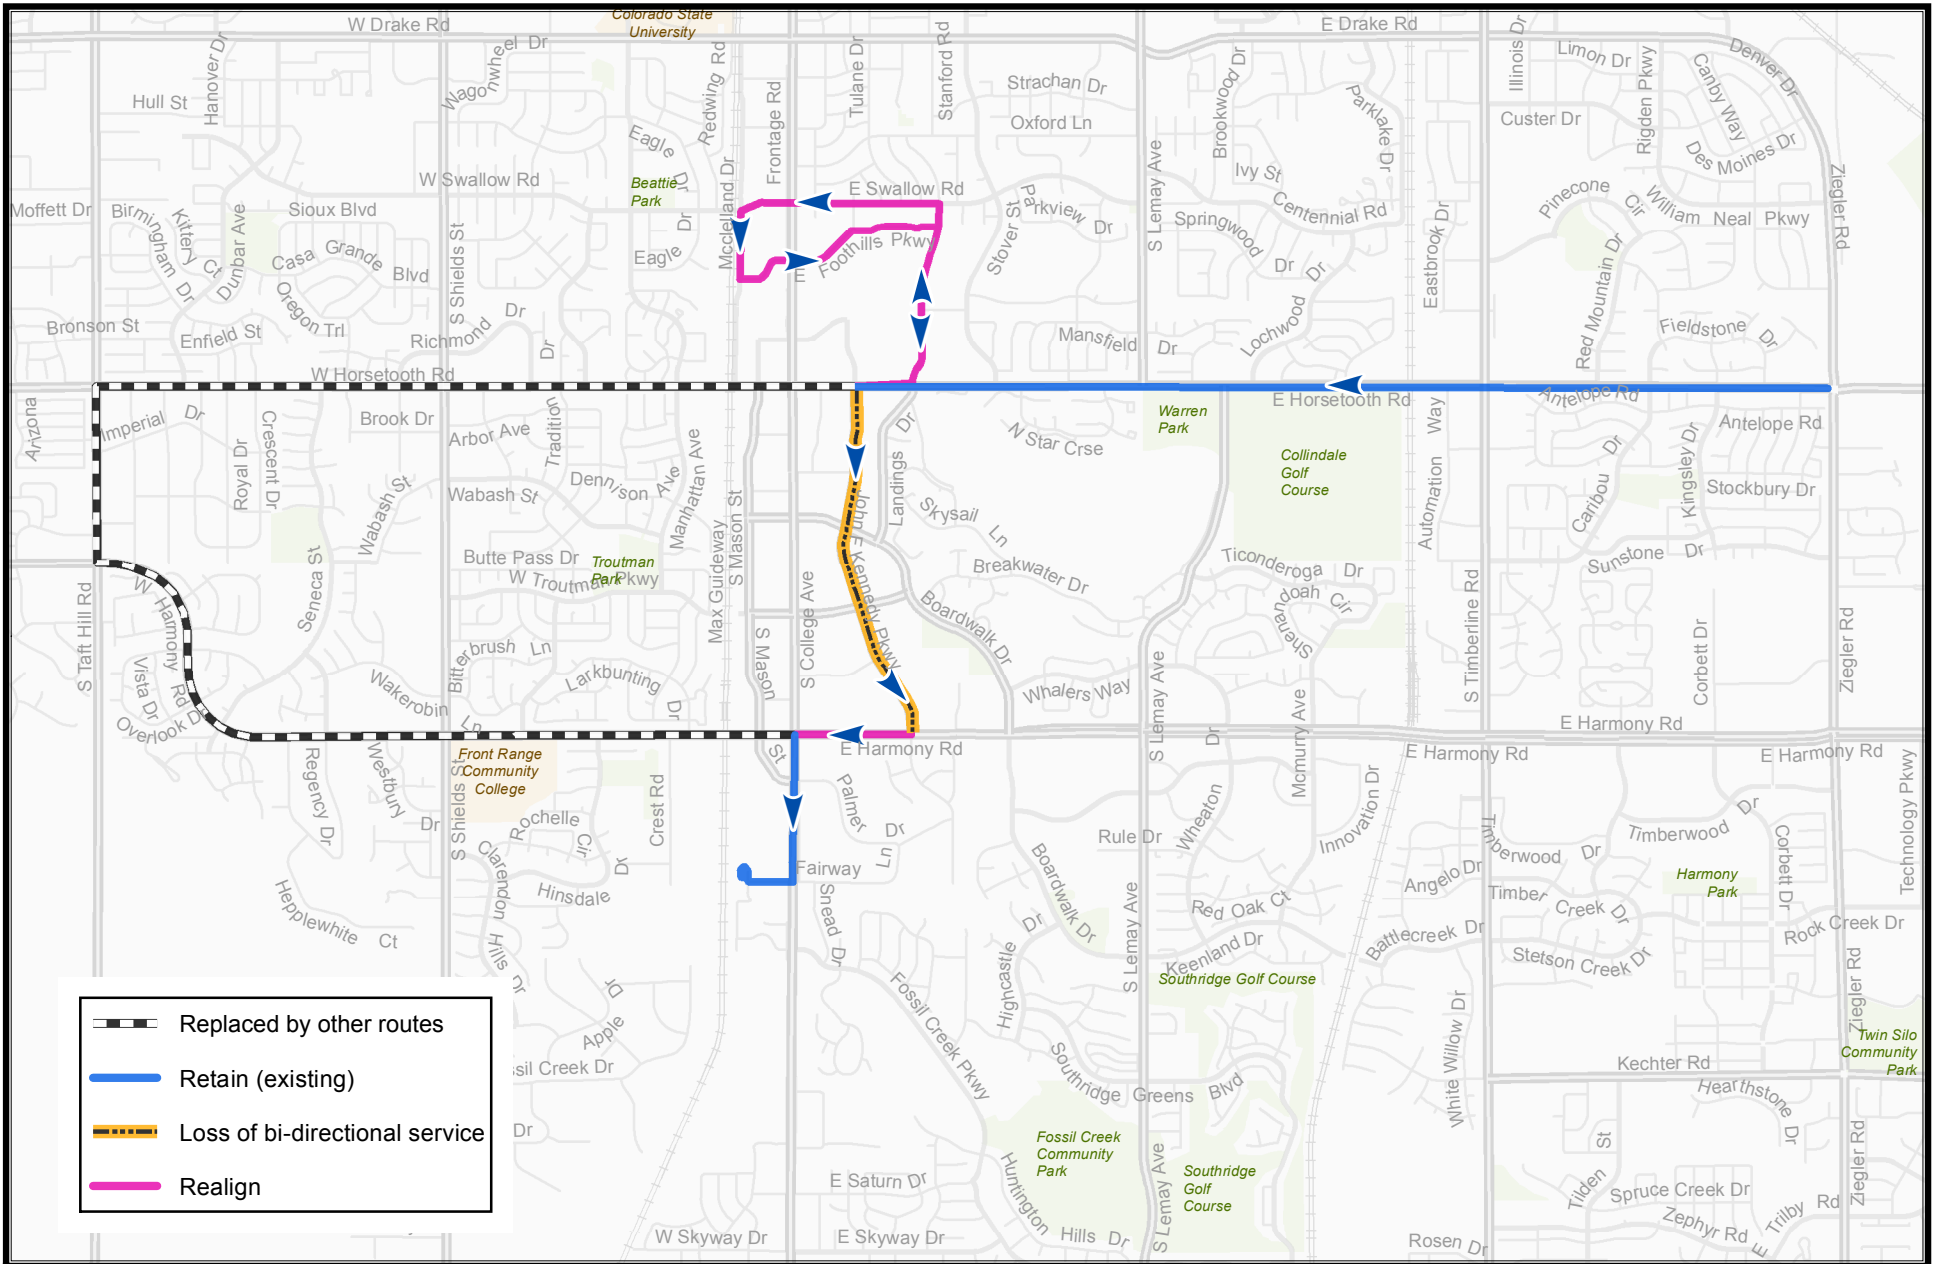 Colorado State
University
W Drake Rd
E Drake Rd
Hanover Dr
Wagonwheel Dr
Redwing Rd
Frontage Rd
Tulane Dr
Stanford Rd
Strachan Dr
Brookwood Dr
Illinois Dr
Limon Dr
Rigden Pkwy
Canby Way
Denver Dr
Hull St
Oxford Ln
Parklake Dr
Custer Dr
Des Moines Dr
Eagle Dr
S Lemay Ave
Ivy St
W Swallow Rd
Beattie
Park
Mcclelland Dr
E Swallow Rd
Parkview Dr
Centennial Rd
Pinecone Cir
William Neal Pkwy
Ziegler Rd
Moffett Dr
Birmingham Dr
Kittery Ct
Dunbar Ave
Sioux Blvd
Casa Grande Blvd
S Shields St
Eagle Dr
E Foothills Pkwy
Stover St
Springwood Dr
Lochwood Dr
Eastbrook Dr
Red Mountain Dr
Bronson St
Enfield St
Oregon Trl
Richmond Dr
Dr
Mansfield Dr
Fieldstone Dr
W Horsetooth Rd
E Horsetooth Rd
Antelope Rd
Antelope Rd
Arizona
Imperial Dr
Royal Dr
Crescent Dr
Brook Dr
Arbor Ave
Tradition
Manhattan Ave
Landings Dr
N Star Crse
Warren
Park
Collindale
Golf
Course
Automation Way
Caribou Dr
Kingsley Dr
Stockbury Dr
Wabash St
Wabash St
Dennison Ave
Skysail Ln
Seneca St
Butte Pass Dr
Troutman
Park
W Troutman Pkwy
Max Guideway
S Mason St
S College Ave
John F Kennedy Pkwy
Breakwater Dr
Ticonderoga Dr
Shenandoah Cir
Sunstone Dr
S Taft Hill Rd
W Harmony Rd
Vista Dr
Overlook Dr
Bitterbrush Ln
Wakerobin Ln
Larkbunting Dr
S Mason St
Boardwalk Dr
Whalers Way
S Lemay Ave
Mcmurry Ave
S Timberline Rd
Corbett Dr
Ziegler Rd
E Harmony Rd
E Harmony Rd
E Harmony Rd
E Harmony Rd
Regency Dr
Westbury Dr
S Shields St
Front Range
Community
College
Rochelle Cir
Crest Rd
Palmer Dr
Ln
Dr
Wheaton Dr
Innovation Dr
Rule Dr
Timberwood Dr
Timberwood Dr
Corbett Dr
Technology Pkwy
Fairway
Hepplewhite Ct
Clarendon Hills Dr
Hinsdale
Snead Dr
Boardwalk Dr
Highcastle Dr
S Lemay Ave
Red Oak Ct
Keenland Dr
Angelo Dr
Timber Creek Dr
Battlecreek Dr
Stetson Creek Dr
Harmony
Park
Rock Creek Dr
Ziegler Rd
Southridge Golf Course
Fossil Creek Pkwy
Apple Dr
ssil Creek Dr
Dr
Southridge Greens Blvd
White Willow Dr
Kechter Rd
Twin Silo
Community
Park
Hearthstone Dr
Replaced by other routes
Retain (existing)
Loss of bi-directional service
Realign
Fossil Creek
Community
Park
Southridge
Golf
Course
S Lemay Ave
Huntington Hills Dr
E Saturn Dr
W Skyway Dr
E Skyway Dr
Tilden St
Spruce Creek Dr
Zephyr Rd
E Trilby Rd
Ziegler Rd
Rosen Dr